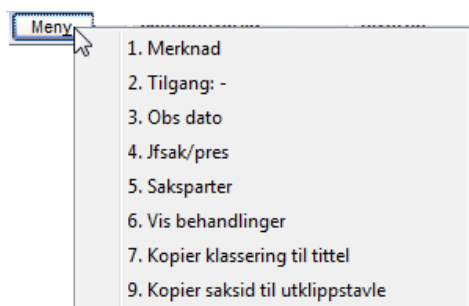 Meny
1. Merknad
2. Tilgang: -
3. Obs dato
4. Jfsak/pres
5. Saksparter
6. Vis behandlinger
7. Kopier klassering til tittel
9. Kopier saksid til utklippstavle